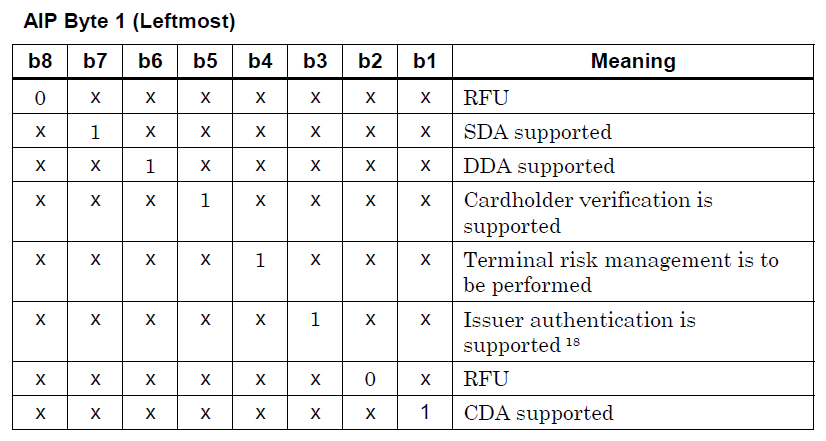 AIP Byte 1 (Leftmost)
b8 b7 b6 b5 b4 b3 b2 b1 Meaning
0 x x x x x x x RFU
x 1 x x x x x x SDA supported
x x 1 x x x x x DDA supported
x x x 1 x x x x Cardholder verification is
supported
x x x x 1 x x x Terminal risk management is to
be performed
x x x x x 1 x x Issuer authentication is
supported 18
x x x x x x 0 x RFU
x x x x x x x 1 CDA supported